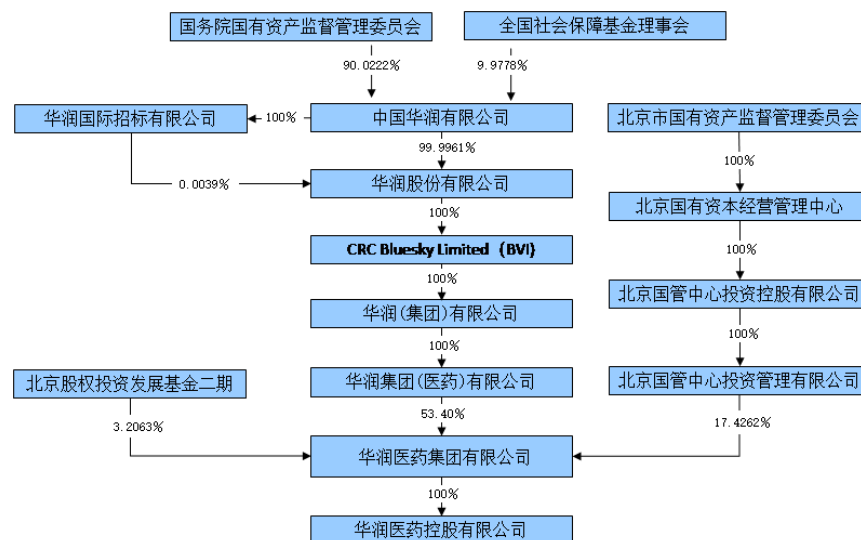 国务院国有资产监督管理委员会
全国社会保障基金理事会
90.0222%
9.9778%
华润国际招标有限公司
100%
中国华润有限公司
北京市国有资产监督管理委员会
99.9961%
100%
0.0039%
华润股份有限公司
北京国有资本经营管理中心
100%
100%
CRC Bluesky Limited (BVI)
100%
北京国管中心投资控股有限公司
华润(集团)有限公司
100%
100%
北京股权投资发展基金二期
华润集团(医药)有限公司
北京国管中心投资管理有限公司
53.40%
3.2063%
17.4262%
华润医药集团有限公司
100%
华润医药控股有限公司